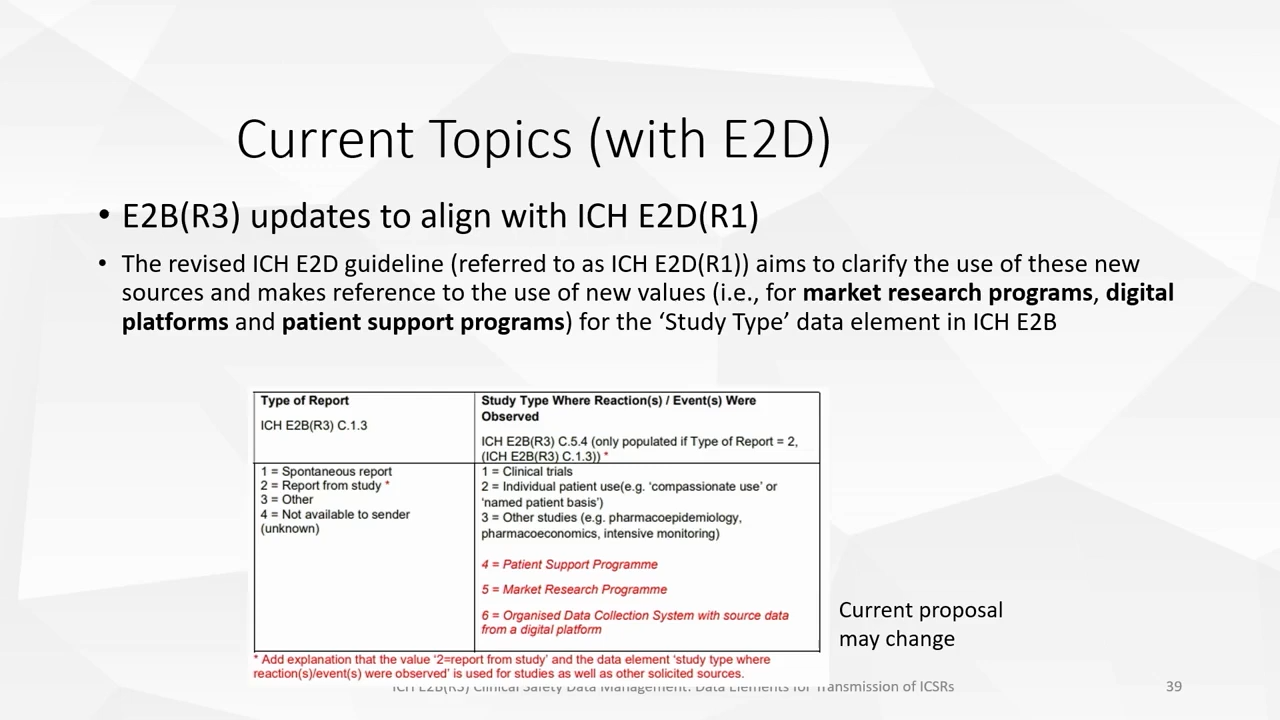 Current Topics (with E2D)
• E2B(R3) updates to align with ICH E2D(R1)
• The revised ICH E2D guideline (referred to as ICH E2D(R1)) aims to clarify the use of these new
sources and makes reference to the use of new values (i.e., for market research programs, digital
platforms and patient support programs) for the ‘Study Type’ data element in ICH E2B
Type of Report
ICH E2B(R3) C.1.3
Study Type Where Reaction(s) / Event(s) Were
Observed
ICH E2B(R3) C.5.4 (only populated if Type of Report = 2,
(ICH E2B(R3) C.1.3)) *
1 = Spontaneous report
2 = Report from study *
3 = Other
4 = Not available to sender
(unknown)
1 = Clinical trials
2 = Individual patient use(e.g. ‘compassionate use’ or
‘named patient basis’)
3 = Other studies (e.g. pharmacoepidemiology,
pharmacoeconomics, intensive monitoring)
4 = Patient Support Programme
5 = Market Research Programme
6 = Organised Data Collection System with source data
from a digital platform
* Add explanation that the value ‘2=report from study’ and the data element ‘study type where
reaction(s)/event(s) were observed’ is used for studies as well as other solicited sources.
Current proposal
may change
ICH E2B(R3) Clinical Safety Data Management: Data Elements for Transmission of ICSRs
39